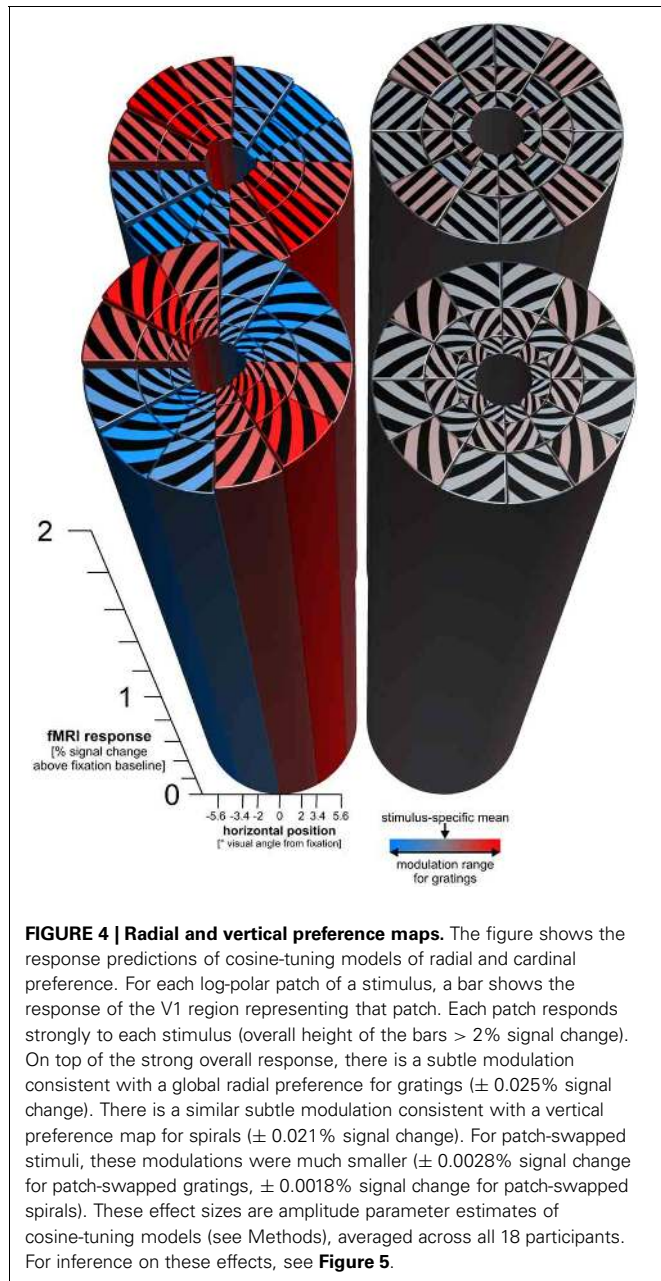 2
1
0
fMRI response
[% signal change
above fixation baseline]
-5.6 -3.4 -2 0 2 3.4 5.6
horizontal position
[° visual angle from fixation]
stimulus-specific mean
modulation range
for gratings
FIGURE 4 | Radial and vertical preference maps. The figure shows the
response predictions of cosine-tuning models of radial and cardinal
preference. For each log-polar patch of a stimulus, a bar shows the
response of the V1 region representing that patch. Each patch responds
strongly to each stimulus (overall height of the bars > 2% signal change).
On top of the strong overall response, there is a subtle modulation
consistent with a global radial preference for gratings (± 0.025% signal
change). There is a similar subtle modulation consistent with a vertical
preference map for spirals (± 0.021% signal change). For patch-swapped
stimuli, these modulations were much smaller (± 0.0028% signal change
for patch-swapped gratings, ± 0.0018% signal change for patch-swapped
spirals). These effect sizes are amplitude parameter estimates of
cosine-tuning models (see Methods), averaged across all 18 participants.
For inference on these effects, see Figure 5.